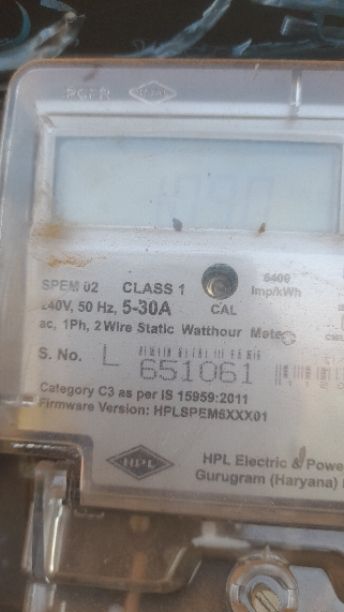 SPEM 02 CLASS 1
240V, 50 Hz, 5-30A CAL Imp/kWh
ac, 1Ph, 2 Wire Static Watthour Meter
S. No. L 651061
Category C3 as per IS 15959:2011
Firmware Version: HPLSPEM6XXX01
HPL HPL Electric & Powe
Gurugram (Haryana)